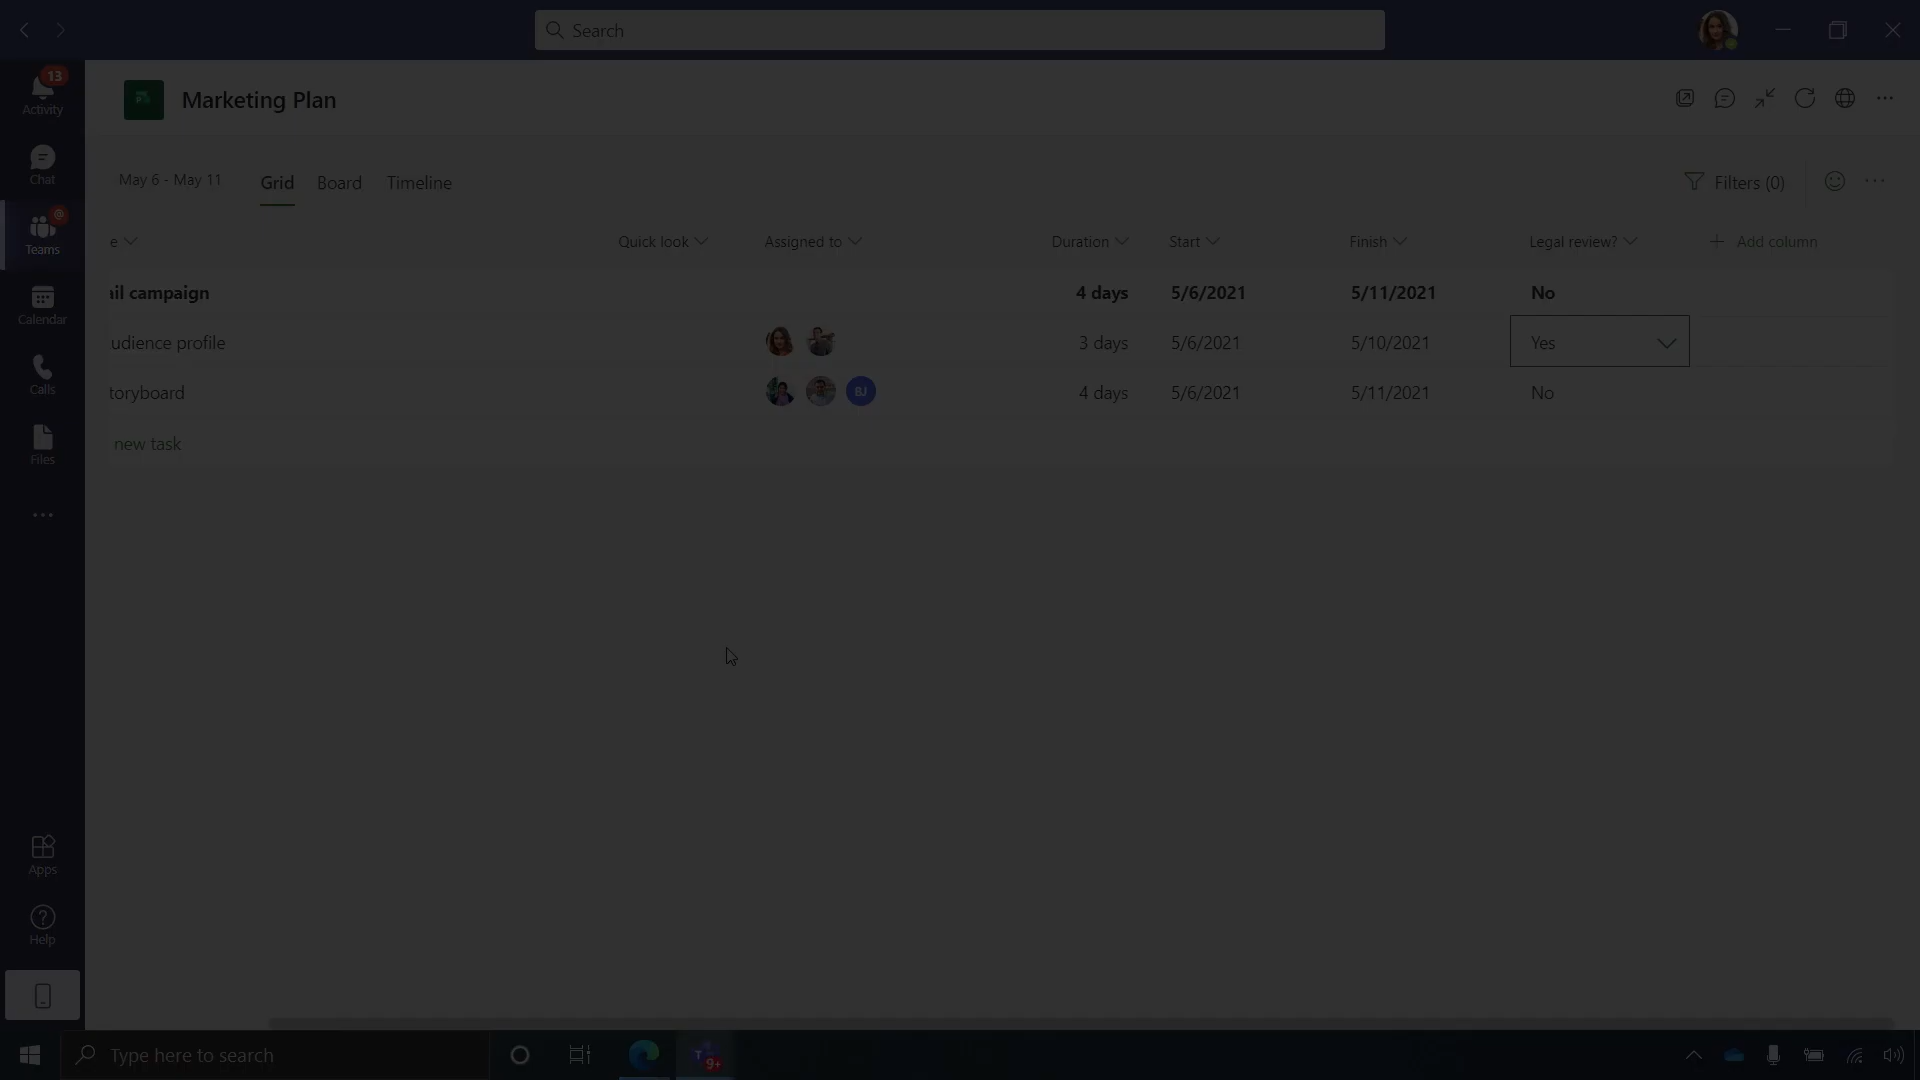 Search
13
Activity
Marketing Plan
Chat
May 6 - May 11
Grid
Board
Timeline
Filters (0)
@
Teams
e
Quick look
Assigned to
Duration
Start
Finish
Legal review?
Add column
ail campaign
4 days
5/6/2021
5/11/2021
No
Calendar
udience profile
3 days
5/6/2021
5/10/2021
Yes
Calls
toryboard
BJ
4 days
5/6/2021
5/11/2021
No
new task
Files
Apps
Help
Type here to search
T
9+